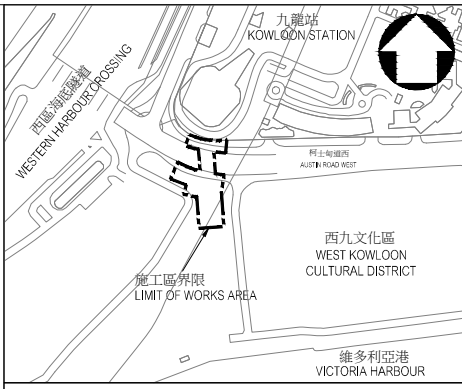 九龍站
KOWLOON STATION
西區海底隧道
WESTERN HARBOUR CROSSING
柯士甸道西
AUSTIN ROAD WEST
西九文化區
WEST KOWLOON
CULTURAL DISTRICT
施工區界限
LIMIT OF WORKS AREA
維多利亞港
VICTORIA HARBOUR